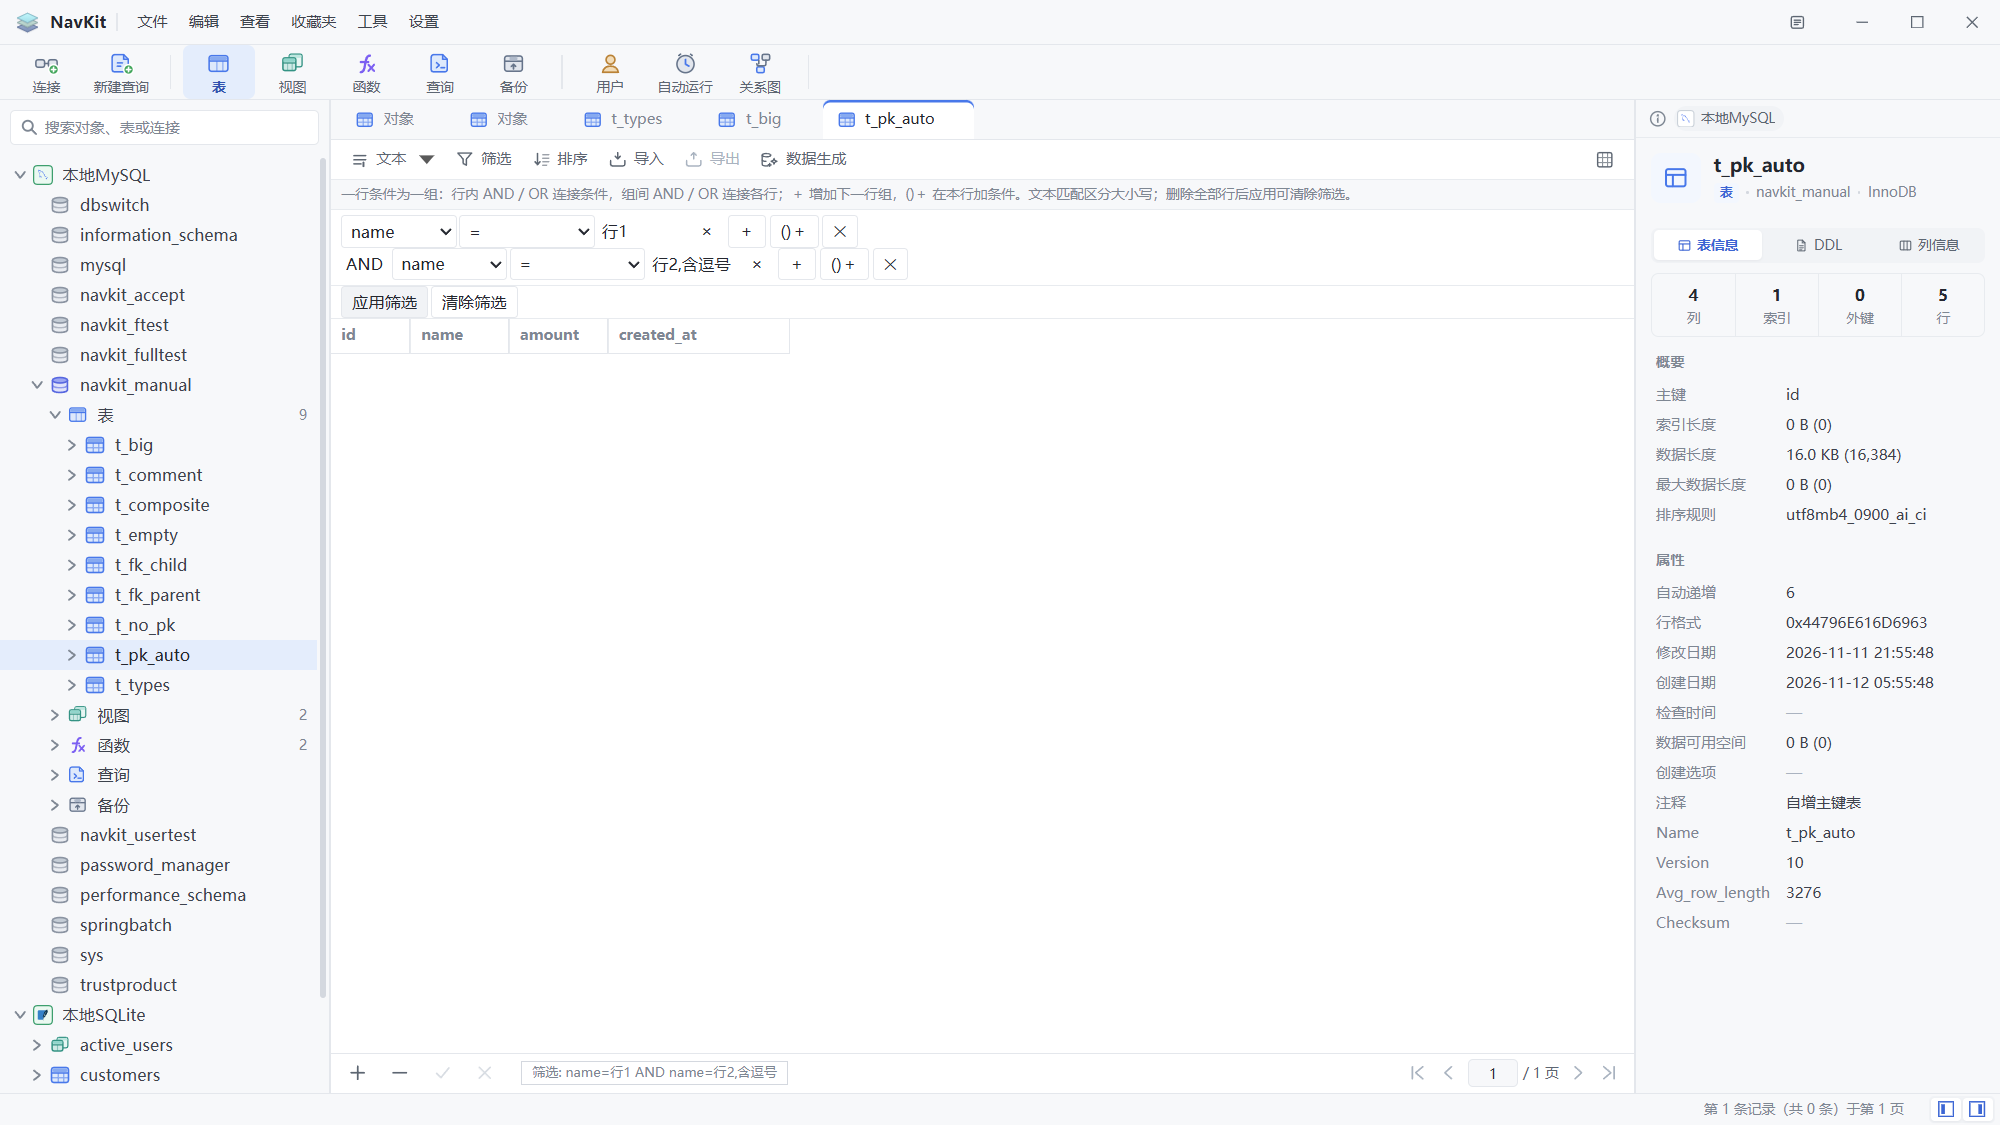 NavKit 文件 编辑 查看 收藏夹 工具 设置
连接 新建查询 表 视图 函数 查询 备份 用户 自动运行 关系图
搜索对象、表或连接
本地MySQL
dbswitch
information_schema
mysql
navkit_accept
navkit_ftest
navkit_fulltest
navkit_manual
表 9
t_big
t_comment
t_composite
t_empty
t_fk_child
t_fk_parent
t_no_pk
t_pk_auto
t_types
视图 2
函数 2
查询
备份
navkit_usertest
password_manager
performance_schema
springbatch
sys
trustproduct
本地SQLite
active_users
customers
对象 对象 t_types t_big t_pk_auto
文本 筛选 排序 导入 导出 数据生成
一行条件为一组：行内 AND / OR 连接条件，组间 AND / OR 连接各行； + 增加下一行组，() + 在本行加条件。文本匹配区分大小写；删除全部行后应用可清除筛选。
name = 行1 × + () + ×
AND name = 行2,含逗号 × + () + ×
应用筛选 清除筛选
id name amount created_at
筛选: name=行1 AND name=行2,含逗号
1 / 1 页
本地MySQL
t_pk_auto
表 · navkit_manual · InnoDB
表信息 DDL 列信息
4 1 0 5
列 索引 外键 行
概要
主键 id
索引长度 0 B (0)
数据长度 16.0 KB (16,384)
最大数据长度 0 B (0)
排序规则 utf8mb4_0900_ai_ci
属性
自动递增 6
行格式 0x44796E616D6963
修改日期 2026-11-11 21:55:48
创建日期 2026-11-12 05:55:48
检查时间 —
数据可用空间 0 B (0)
创建选项 —
注释 自增主键表
Name t_pk_auto
Version 10
Avg_row_length 3276
Checksum —
第 1 条记录（共 0 条）于第 1 页